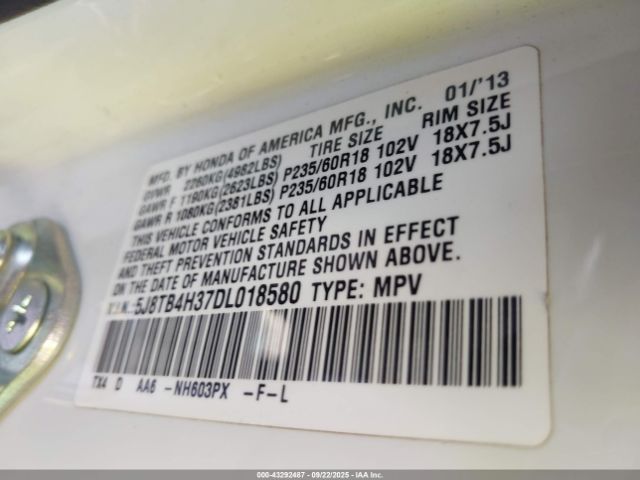 MFD. BY HONDA OF AMERICA MFG., INC. 01/'13
GVWR 2260KG(4982LBS) TIRE SIZE RIM SIZE
GAWR F 1190KG(2623LBS) P235/60R18 102V 18X7.5J
GAWR R 1080KG(2381LBS) P235/60R18 102V 18X7.5J
THIS VEHICLE CONFORMS TO ALL APPLICABLE
FEDERAL MOTOR VEHICLE SAFETY
AND THEFT PREVENTION STANDARDS IN EFFECT
ON THE DATE OF MANUFACTURE SHOWN ABOVE.
V.I.N.:5J8TB4H37DL018580 TYPE: MPV
TX4 D AA6 -NH603PX -F-L
000-43292487 - 09/22/2025 - IAA Inc.